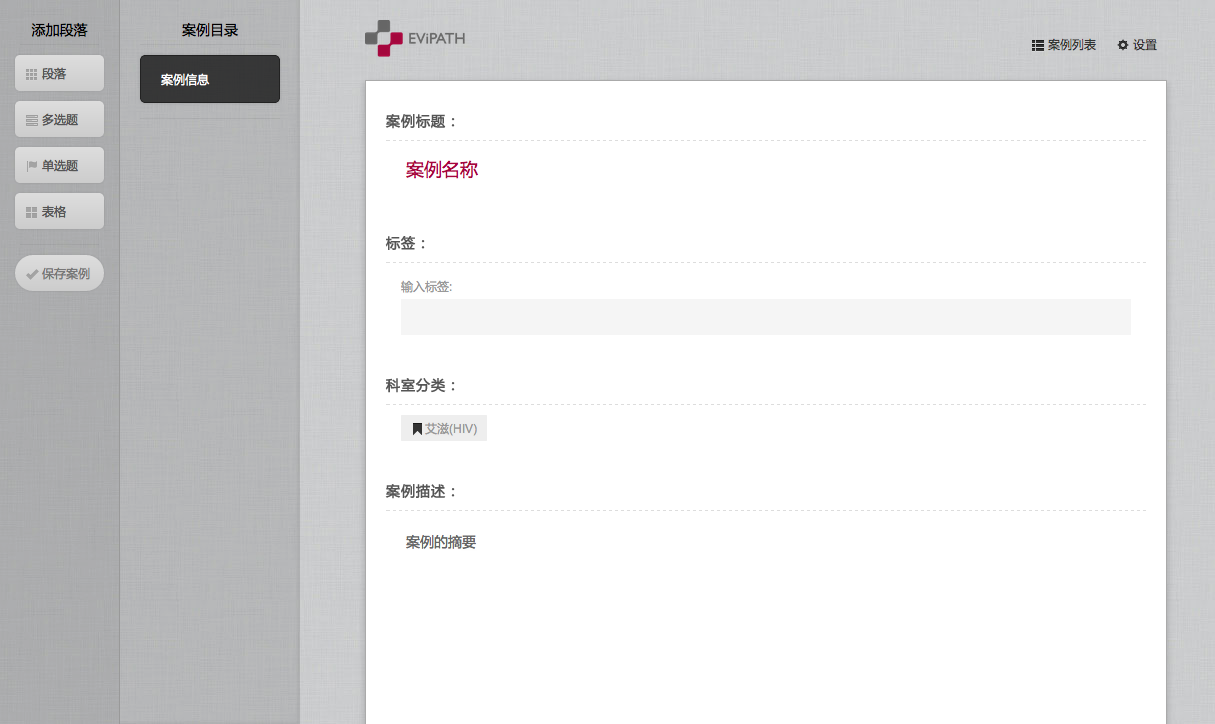 添加段落
段落
多选题
单选题
表格
保存案例
案例目录
案例信息
EViPATH
案例列表
设置
案例标题：
案例名称
标签：
输入标签:
科室分类：
艾滋(HIV)
案例描述：
案例的摘要